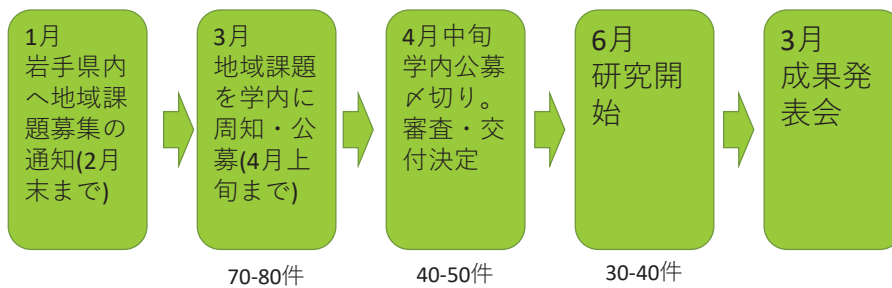 1月
岩手県内
へ地域課
題募集の
通知(2月
末まで)
3月
地域課題
を学内に
周知・公
募(4月上
旬まで)
4月中旬
学内公募
〆切り。
審査・交
付決定
6月
研究開
始
3月
成果発
表会
70-80件
40-50件
30-40件